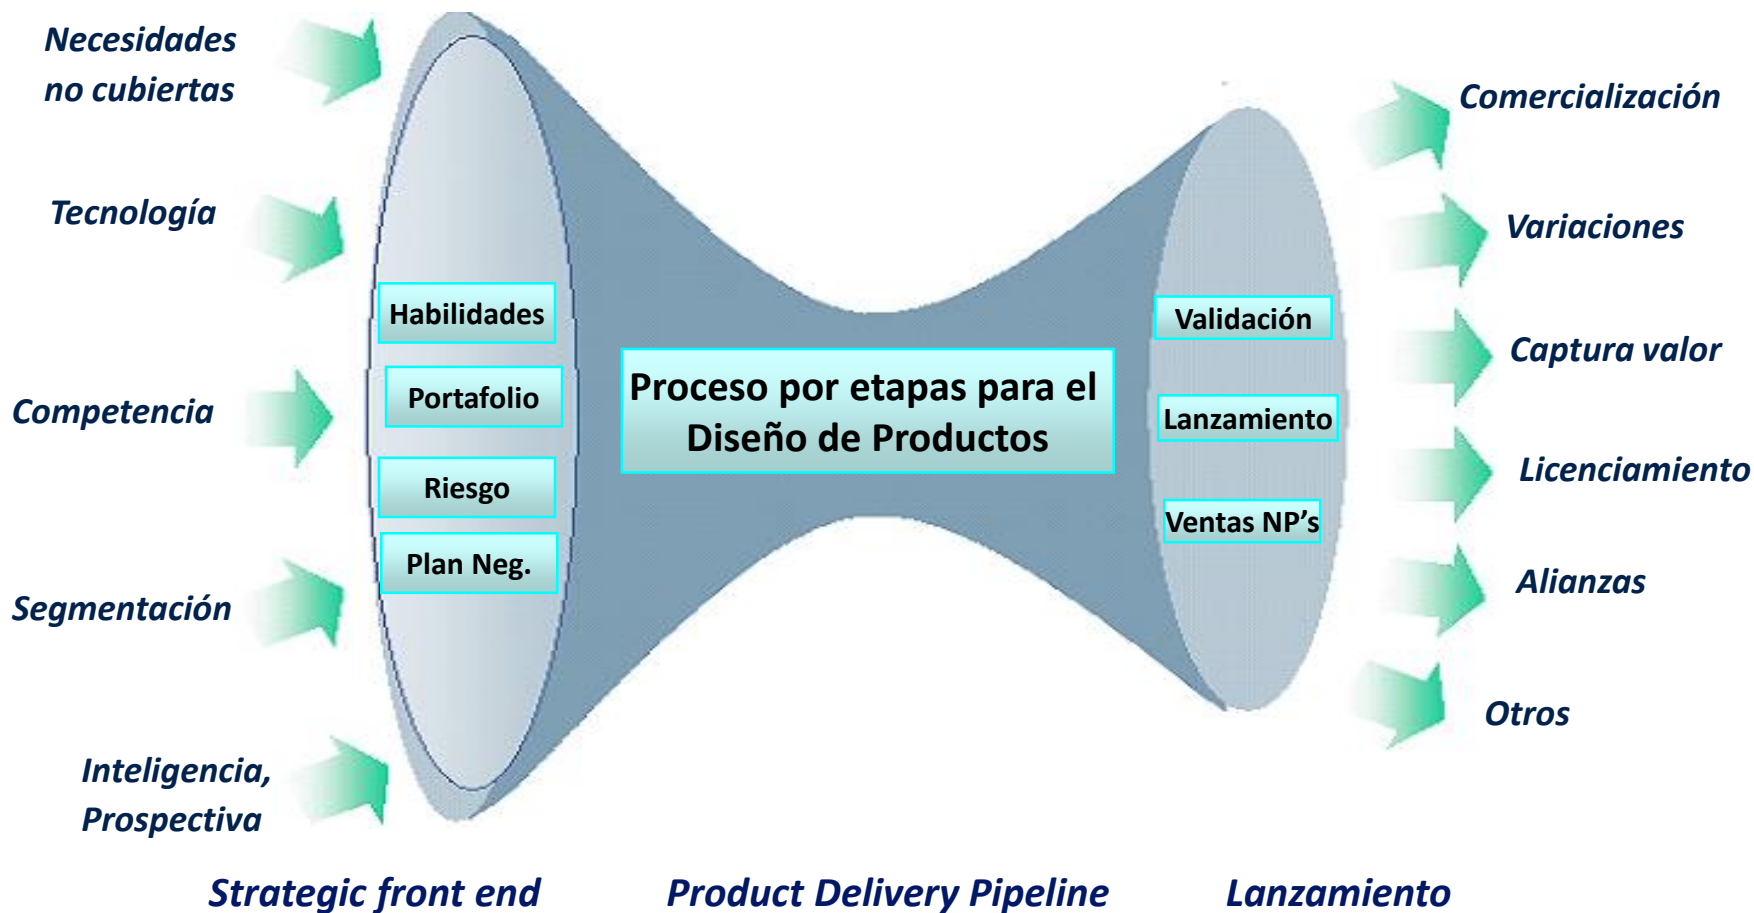 Necesidades
no cubiertas
Tecnología
Competencia
Segmentación
Inteligencia,
Prospectiva
Habilidades
Portafolio
Riesgo
Plan Neg.
Proceso por etapas para el
Diseño de Productos
Validación
Lanzamiento
Ventas NP’s
Comercialización
Variaciones
Captura valor
Licenciamiento
Alianzas
Otros
Strategic front end
Product Delivery Pipeline
Lanzamiento